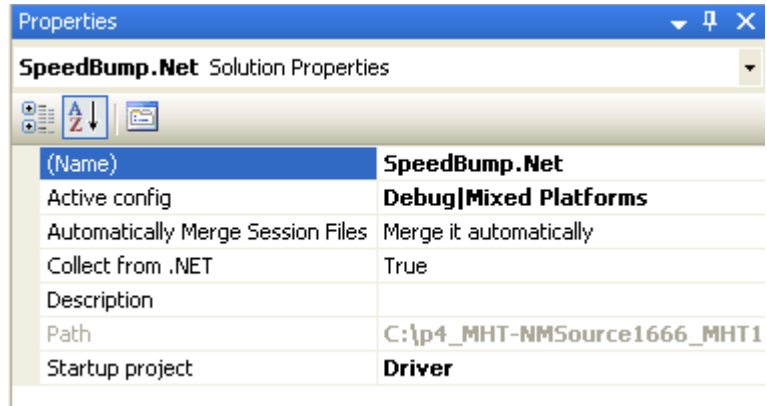 Properties
SpeedBump.Net Solution Properties
A
Z
(Name) SpeedBump.Net
Active config Debug|Mixed Platforms
Automatically Merge Session Files Merge it automatically
Collect from .NET True
Description
Path C:\p4_MHT-NMSource1666_MHT1
Startup project Driver